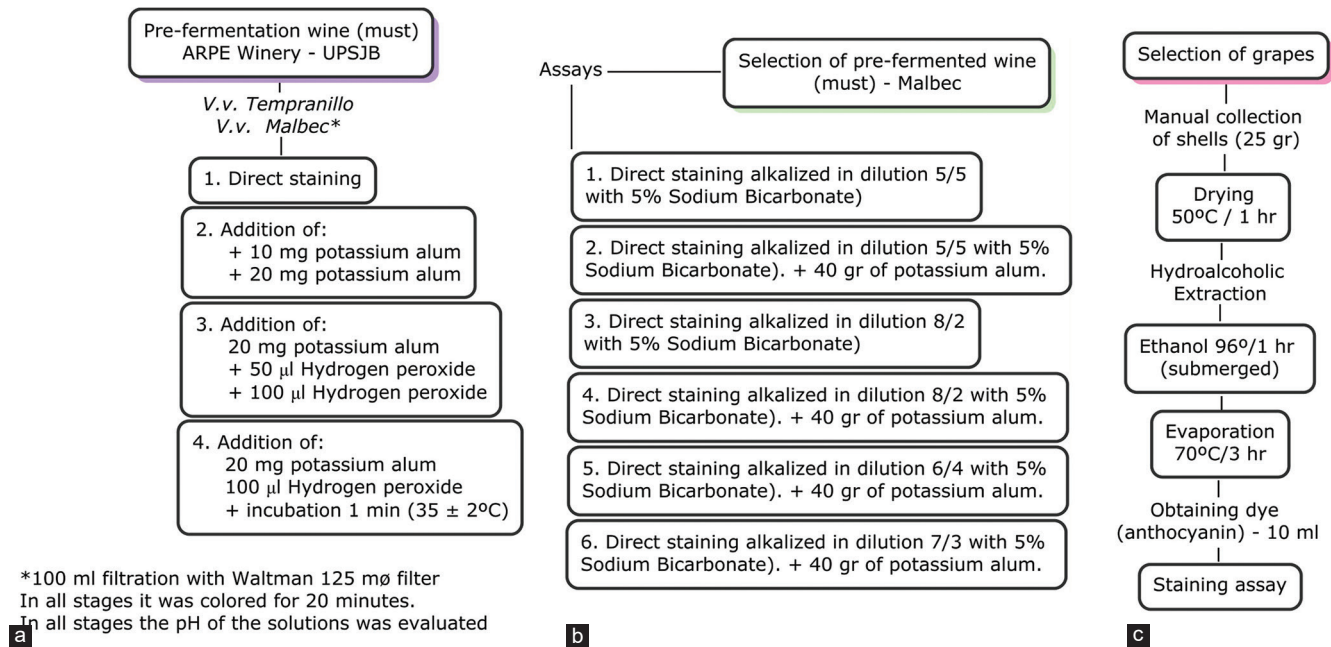 Pre-fermentation wine (must)
ARPE Winery - UPSJB
V.v. Tempranillo
V.v. Malbec*
1. Direct staining
2. Addition of:
+ 10 mg potassium alum
+ 20 mg potassium alum
3. Addition of:
20 mg potassium alum
+ 50 µl Hydrogen peroxide
+ 100 µl Hydrogen peroxide
4. Addition of:
20 mg potassium alum
100 µl Hydrogen peroxide
+ incubation 1 min (35 ± 2ºC)
*100 ml filtration with Waltman 125 mø filter
In all stages it was colored for 20 minutes.
In all stages the pH of the solutions was evaluated
a
Assays
Selection of pre-fermented wine
(must) - Malbec
1. Direct staining alkalized in dilution 5/5
with 5% Sodium Bicarbonate)
2. Direct staining alkalized in dilution 5/5 with 5%
Sodium Bicarbonate). + 40 gr of potassium alum.
3. Direct staining alkalized in dilution 8/2
with 5% Sodium Bicarbonate)
4. Direct staining alkalized in dilution 8/2 with 5%
Sodium Bicarbonate). + 40 gr of potassium alum.
5. Direct staining alkalized in dilution 6/4 with 5%
Sodium Bicarbonate). + 40 gr of potassium alum.
6. Direct staining alkalized in dilution 7/3 with 5%
Sodium Bicarbonate). + 40 gr of potassium alum.
b
Selection of grapes
Manual collection
of shells (25 gr)
Drying
50ºC / 1 hr
Hydroalcoholic
Extraction
Ethanol 96º/1 hr
(submerged)
Evaporation
70ºC/3 hr
Obtaining dye
(anthocyanin) - 10 ml
Staining assay
c